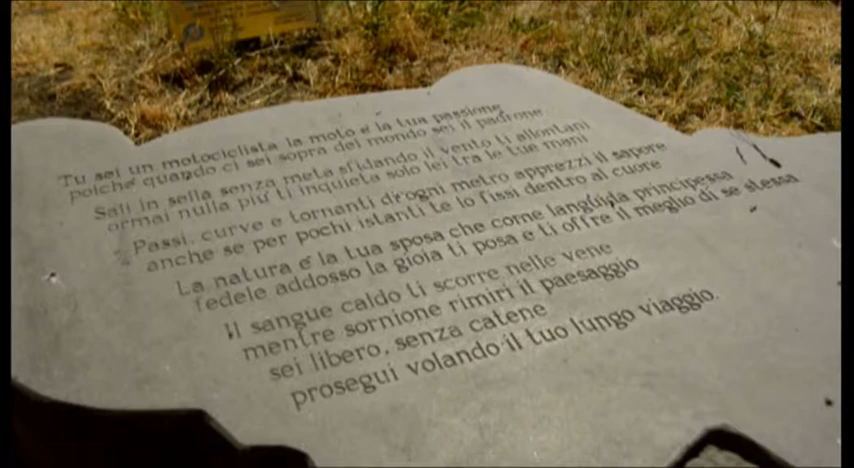 Tu sei un motociclista la moto è la tua passione
poiche' quando ci sei sopra del mondo sei il padrone
Sali in sella senza meta sfidando il vento ti allontani
ormai nulla più ti inquieta solo lei tra le tue mani
Passi, curve e tornanti di ogni metro apprezzi il sapore
anche se per pochi istanti te lo fissi dentro al cuore
La natura è la tua sposa che come languida principessa
fedele addosso la gioia ti posa e ti offre il meglio di se stessa
Il sangue caldo ti scorre nelle vene
mentre sornione rimiri il paesaggio
sei libero, senza catene
prosegui volando il tuo lungo viaggio.